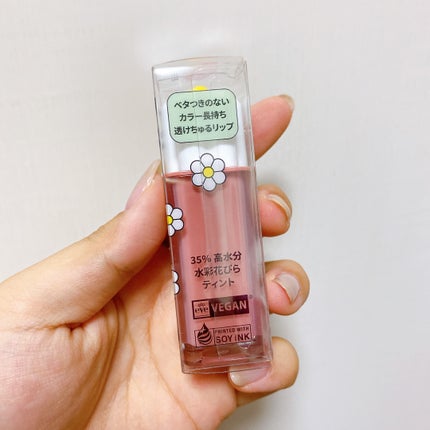 ベタつきのない
カラー長持ち
透けちゅるリップ
35% 高水分
水彩花びら
ティント
eve VEGAN
PRINTED WITH
SOY INK